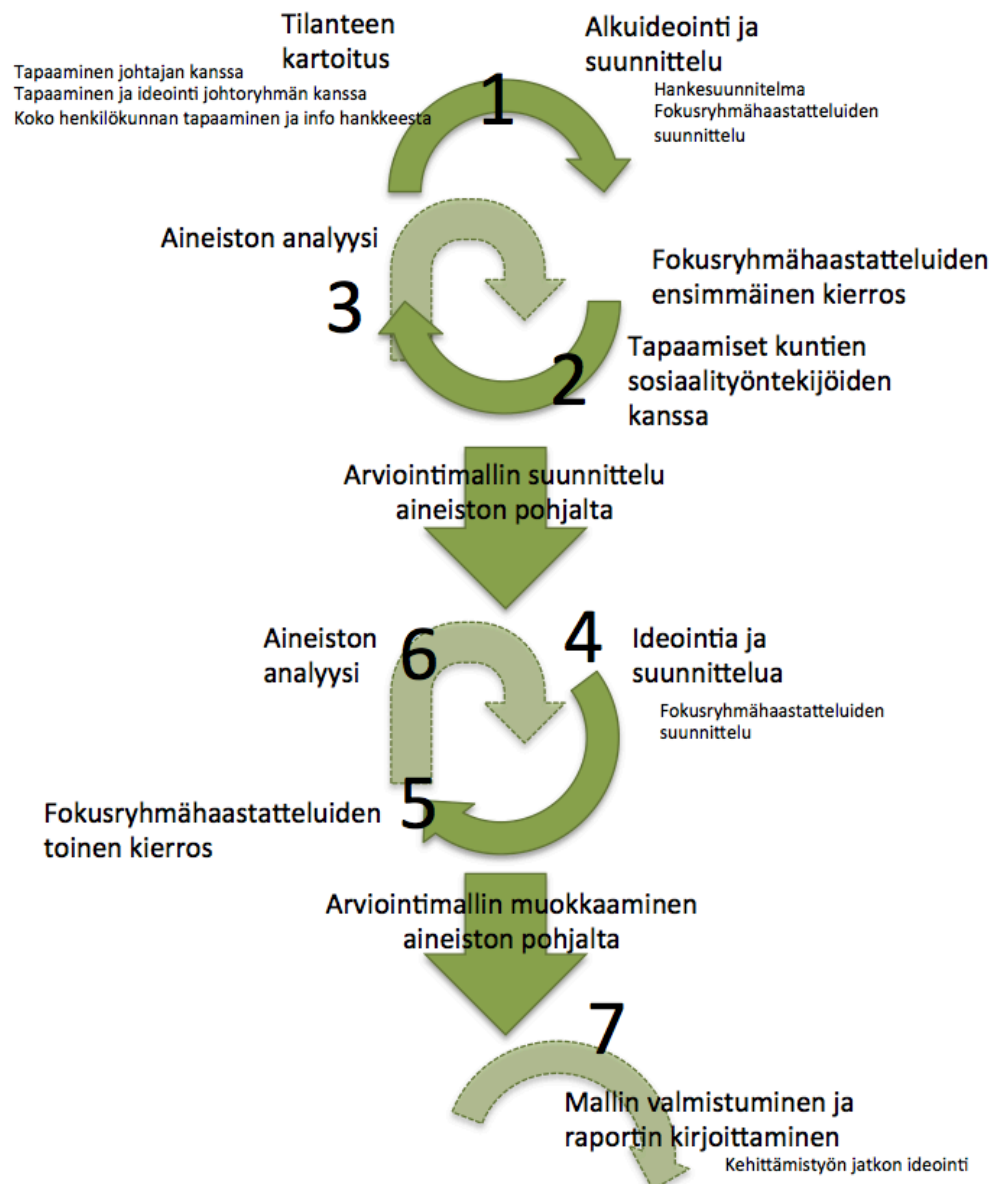 Tilanteen
kartoitus
Tapaaminen johtajan kanssa
Tapaaminen ja ideointi johtoryhmän kanssa
Koko henkilökunnan tapaaminen ja info hankkeesta
1
Alkuideointi ja
suunnittelu
Hankesuunnitelma
Fokusryhmähaastatteluiden
suunnittelu
Fokusryhmähaastatteluiden
ensimmäinen kierros
2
Tapaamiset kuntien
sosiaalityöntekijöiden
kanssa
Aineiston analyysi
3
Arviointimallin suunnittelu
aineiston pohjalta
4
Ideointia ja
suunnittelua
Fokusryhmähaastatteluiden
suunnittelu
5
Fokusryhmähaastatteluiden
toinen kierros
6
Aineiston
analyysi
Arviointimallin muokkaaminen
aineiston pohjalta
7
Mallin valmistuminen ja
raportin kirjoittaminen
Kehittämistyön jatkon ideointi